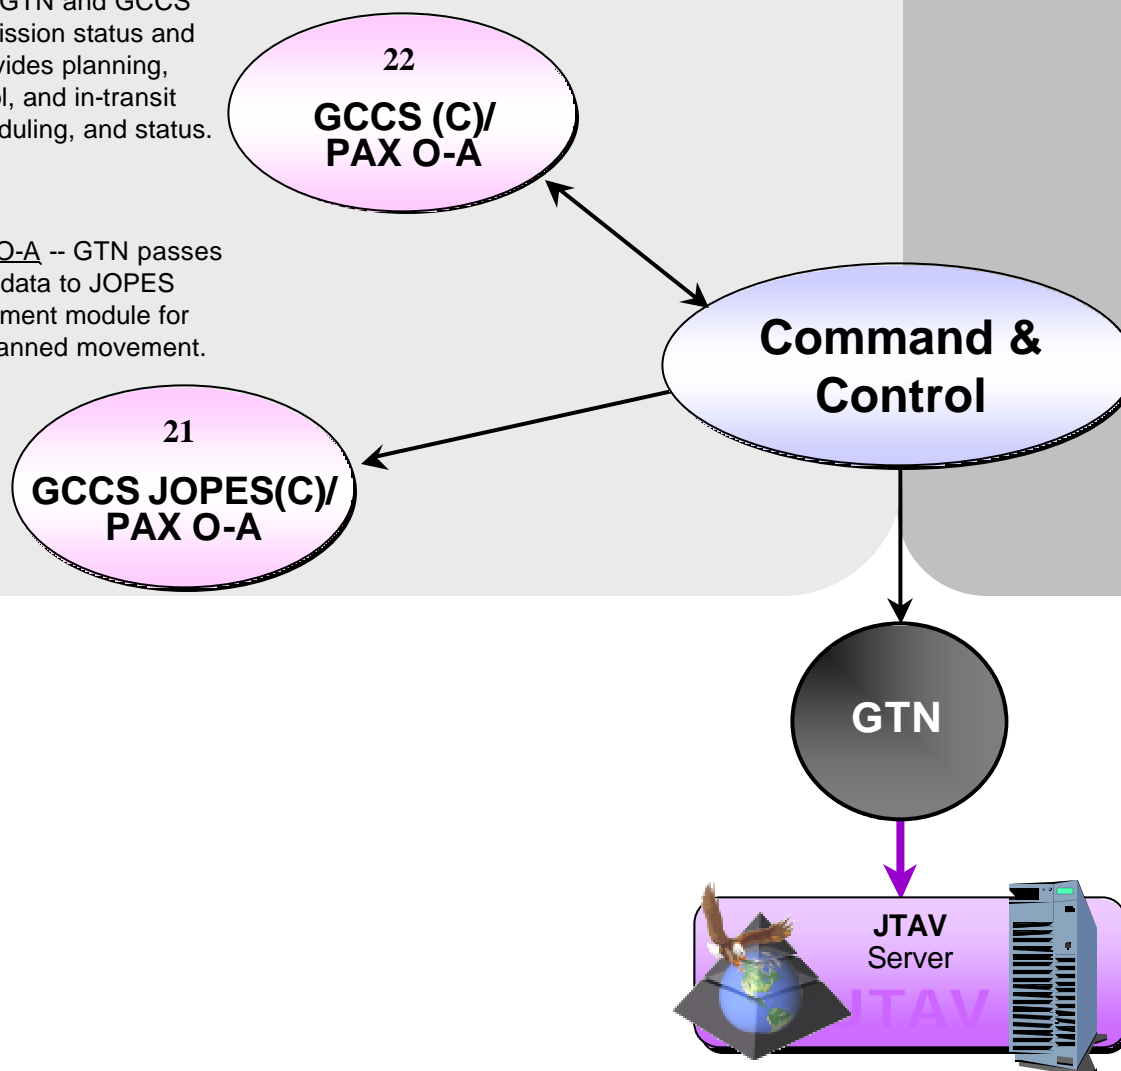 GTN and GCCS
ission status and
vides planning,
l, and in-transit
duling, and status.
22
GCCS (C)/
PAX O-A
O-A -- GTN passes
data to JOPES
ment module for
anned movement.
Command &
Control
21
GCCS JOPES(C)/
PAX O-A
GTN
JTAV
Server
JTAV